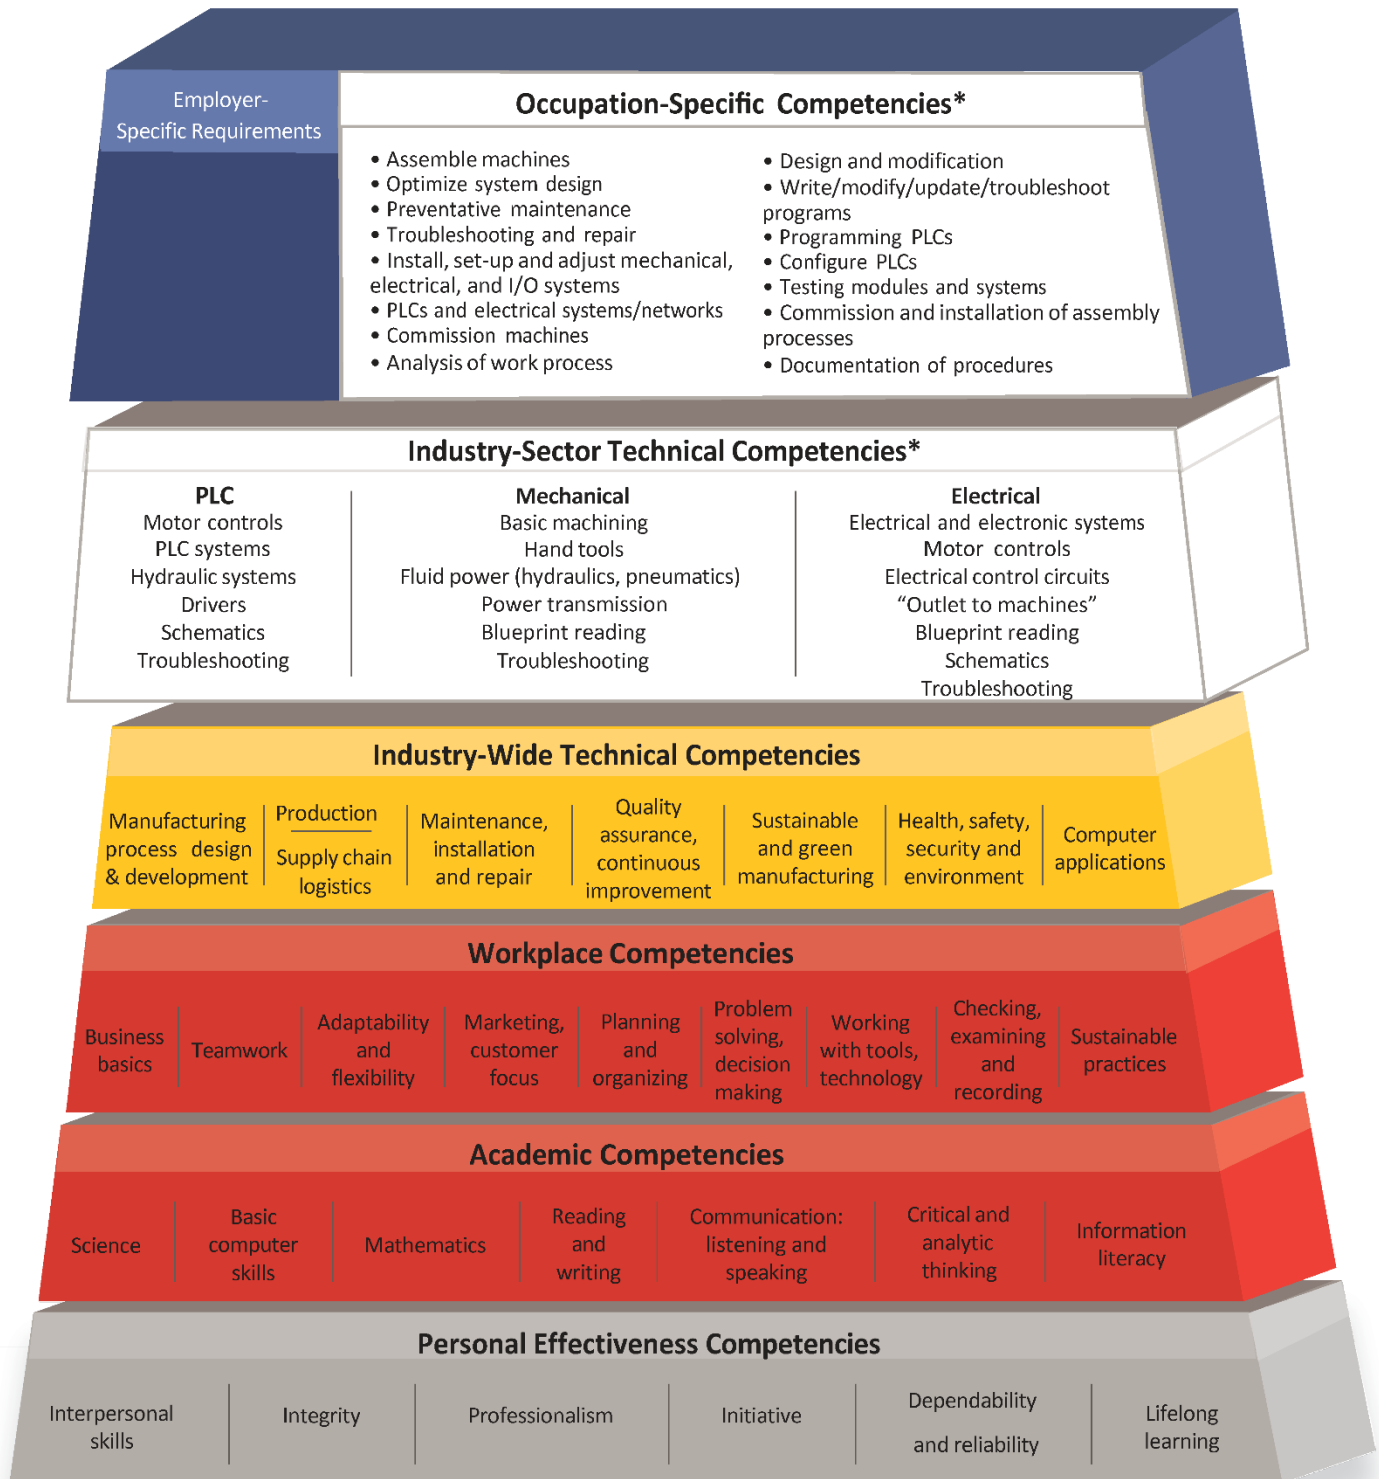 Employer-
Specific Requirements
Occupation-Specific Competencies*
• Assemble machines
• Optimize system design
• Preventative maintenance
• Troubleshooting and repair
• Install, set-up and adjust mechanical,
electrical, and I/O systems
• PLCs and electrical systems/networks
• Commission machines
• Analysis of work process
• Design and modification
• Write/modify/update/troubleshoot
programs
• Programming PLCs
• Configure PLCs
• Testing modules and systems
• Commission and installation of assembly
processes
• Documentation of procedures
Industry-Sector Technical Competencies*
PLC
Motor controls
PLC systems
Hydraulic systems
Drivers
Schematics
Troubleshooting
Mechanical
Basic machining
Hand tools
Fluid power (hydraulics, pneumatics)
Power transmission
Blueprint reading
Troubleshooting
Electrical
Electrical and electronic systems
Motor controls
Electrical control circuits
“Outlet to machines”
Blueprint reading
Schematics
Troubleshooting
Industry-Wide Technical Competencies
Manufacturing
process design
& development
Production
Supply chain
logistics
Maintenance,
installation
and repair
Quality
assurance,
continuous
improvement
Sustainable
and green
manufacturing
Health, safety,
security and
environment
Computer
applications
Workplace Competencies
Business
basics
Teamwork
Adaptability
and
flexibility
Marketing,
customer
focus
Planning
and
organizing
Problem
solving,
decision
making
Working
with tools,
technology
Checking,
examining
and
recording
Sustainable
practices
Academic Competencies
Science
Basic
computer
skills
Mathematics
Reading
and
writing
Communication:
listening and
speaking
Critical and
analytic
thinking
Information
literacy
Personal Effectiveness Competencies
Interpersonal
skills
Integrity
Professionalism
Initiative
Dependability
and reliability
Lifelong
learning